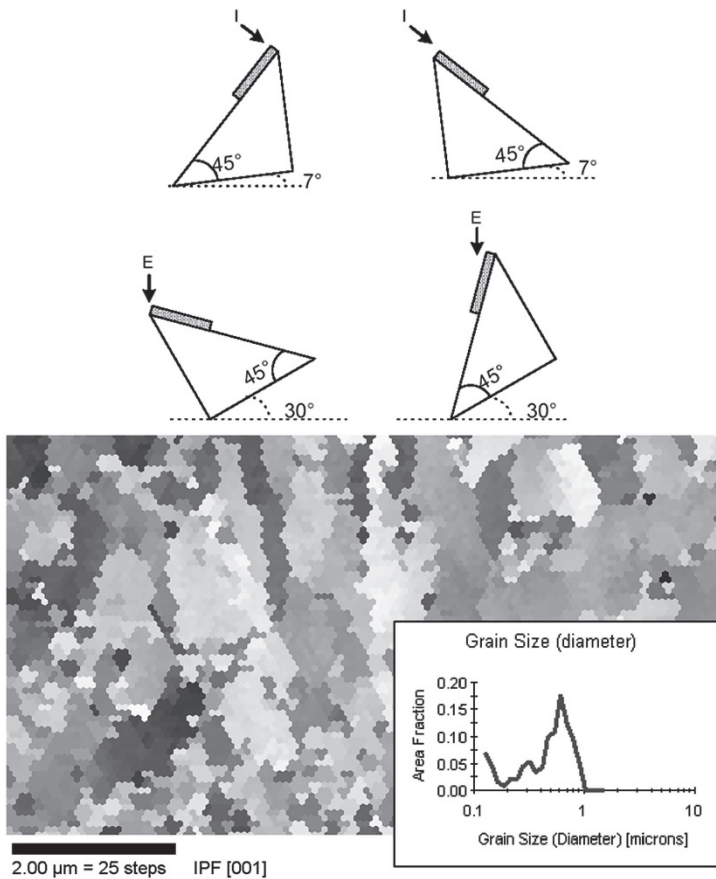 I I
45° 7° 45° 7°
E E
45° 30° 45° 30°
Grain Size (diameter)
Area Fraction
0.20
0.15
0.10
0.05
0.00
0.1 1 10
Grain Size (Diameter) [microns]
2.00 µm = 25 steps IPF [001]